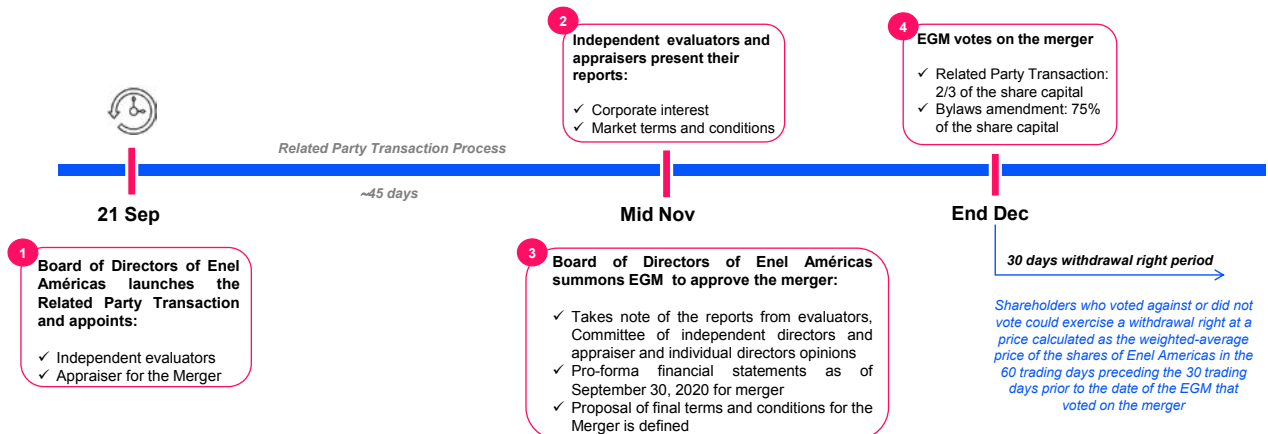 2
Independent evaluators and
appraisers present their
reports:
✓ Corporate interest
✓ Market terms and conditions
4
EGM votes on the merger
✓ Related Party Transaction:
2/3 of the share capital
✓ Bylaws amendment: 75%
of the share capital
Related Party Transaction Process
~45 days
21 Sep
Mid Nov
End Dec
1
Board of Directors of Enel
Américas launches the
Related Party Transaction
and appoints:
✓ Independent evaluators
✓ Appraiser for the Merger
3
Board of Directors of Enel Américas
summons EGM to approve the merger:
✓ Takes note of the reports from evaluators,
Committee of independent directors and
appraiser and individual directors opinions
✓ Pro-forma financial statements as of
September 30, 2020 for merger
✓ Proposal of final terms and conditions for the
Merger is defined
30 days withdrawal right period
Shareholders who voted against or did not
vote could exercise a withdrawal right at a
price calculated as the weighted-average
price of the shares of Enel Americas in the
60 trading days preceding the 30 trading
days prior to the date of the EGM that
voted on the merger